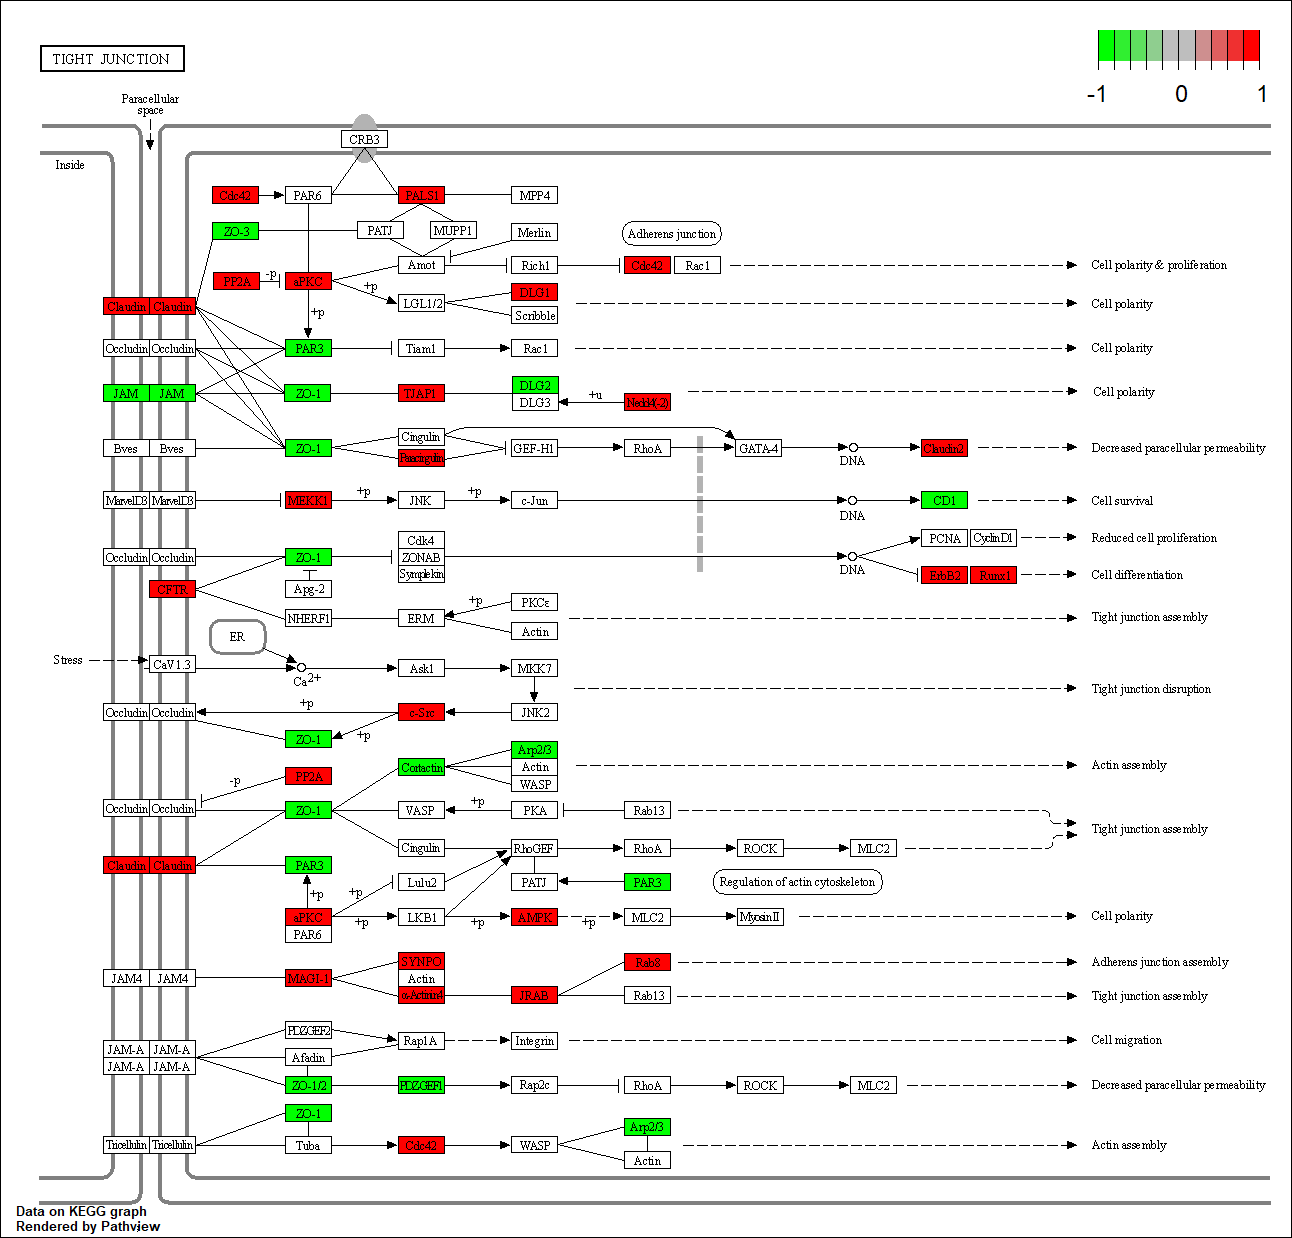 TIGHT JUNCTION
-1 0 1
Paracellular
space
Inside
CRB3
Cdc42 PAR6 PALS1 MPP4
ZO-3 PATJ MUPP1 Merlin Adherens junction
Amot Rich1 Cdc42 Rac1 Cell polarity & proliferation
PP2A -p aPKC +p
DLG1
Claudin Claudin LGL1/2 Cell polarity
+p Scribble
Occludin Occludin PAR3 Tiam1 Rac1 Cell polarity
JAM JAM ZO-1 TJAP1 DLG2 Cell polarity
DLG3 +u Nedd4(-2)
Cingulin
Bves Bves ZO-1 GEF-H1 RhoA GATA-4 DNA Claudin2 Decreased paracellular permeability
Paracingulin
MarvelD3 MarvelD3 MEKK1 +p JNK +p c-Jun DNA CD1 Cell survival
Cdk4 PCNA CyclinD1 Reduced cell proliferation
Occludin Occludin ZO-1 ZONAB DNA
Symplekin ErbB2 Runx1 Cell differentiation
CFTR Apg-2
+p PKCε
NHERF1 ERM Tight junction assembly
Actin
ER
Stress CaV1.3 Ca2+ Ask1 MKK7
Tight junction disruption
Occludin Occludin +p c-Src JNK2
ZO-1 +p
Arp2/3
Cortactin Actin Actin assembly
-p PP2A WASP
Occludin Occludin ZO-1 VASP +p PKA Rab13
Tight junction assembly
Cingulin RhoGEF RhoA ROCK MLC2
Claudin Claudin PAR3
Lulu2 PATJ PAR3 Regulation of actin cytoskeleton
+p +p
aPKC +p LKB1 +p AMPK +p MLC2 MyosinII Cell polarity
PAR6
SYNPO Rab8 Adherens junction assembly
JAM4 JAM4 MAGI-1 Actin
α-Actinin4 JRAB Rab13 Tight junction assembly
PDZGEF2
Rap1A Integrin Cell migration
JAM-A JAM-A Afadin
JAM-A JAM-A
ZO-1/2 PDZGEF1 Rap2c RhoA ROCK MLC2 Decreased paracellular permeability
ZO-1
Arp2/3
Tricellulin Tricellulin Tuba Cdc42 WASP Actin assembly
Actin
Data on KEGG graph
Rendered by Pathview